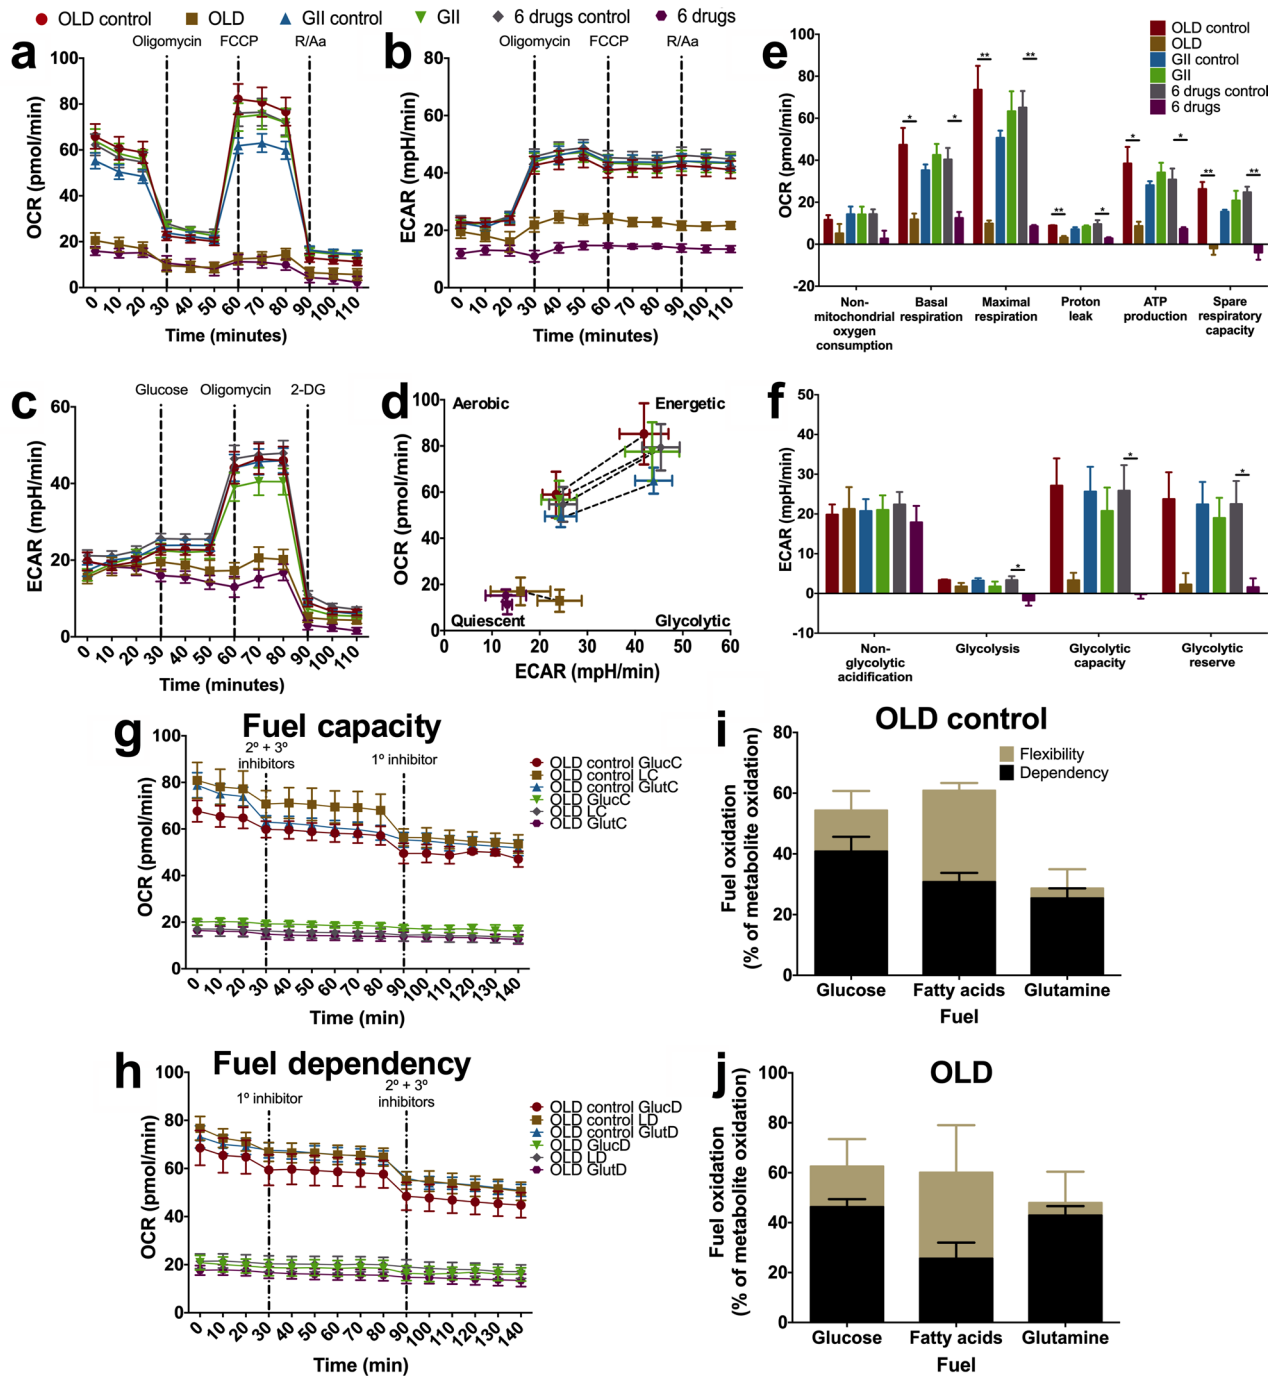 OLD control OLD GII control GII 6 drugs control 6 drugs
a
Oligomycin FCCP R/Aa
OCR (pmol/min)
100
80
60
40
20
0
0 10 20 30 40 50 60 70 80 90 100 110
Time (minutes)
b
Oligomycin FCCP R/Aa
ECAR (mpH/min)
80
60
40
20
0
0 10 20 30 40 50 60 70 80 90 100 110
Time (minutes)
e
OLD control
OLD
GII control
GII
6 drugs control
6 drugs
OCR (pmol/min)
100
80
60
40
20
0
-20
* * ** ** ** * * * ** **
Non-
mitochondrial
oxygen
consumption
Basal
respiration
Maximal
respiration
Proton
leak
ATP
production
Spare
respiratory
capacity
c
Glucose Oligomycin 2-DG
ECAR (mpH/min)
60
40
20
0
0 10 20 30 40 50 60 70 80 90 100 110
Time (minutes)
d
Aerobic Energetic
Quiescent Glycolytic
OCR (pmol/min)
100
80
60
40
20
0
0 10 20 30 40 50 60
ECAR (mpH/min)
f
ECAR (mpH/min)
50
40
30
20
10
0
-10
* * *
Non-
glycolytic
acidification
Glycolysis
Glycolytic
capacity
Glycolytic
reserve
g
Fuel capacity
2º + 3º
inhibitors
1º inhibitor
OCR (pmol/min)
100
80
60
40
20
0
0 10 20 30 40 50 60 70 80 90 100 110 120 130 140
Time (min)
OLD control GlucC
OLD control LC
OLD control GlutC
OLD GlucC
OLD LC
OLD GlutC
i
OLD control
Flexibility
Dependency
Fuel oxidation
(% of metabolite oxidation)
80
60
40
20
0
Glucose Fatty acids Glutamine
Fuel
h
Fuel dependency
1º inhibitor
2º + 3º
inhibitors
OCR (pmol/min)
100
80
60
40
20
0
0 10 20 30 40 50 60 70 80 90 100 110 120 130 140
Time (min)
OLD control GlucD
OLD control LD
OLD control GlutD
OLD GlucD
OLD LD
OLD GlutD
j
OLD
Fuel oxidation
(% of metabolite oxidation)
100
80
60
40
20
0
Glucose Fatty acids Glutamine
Fuel